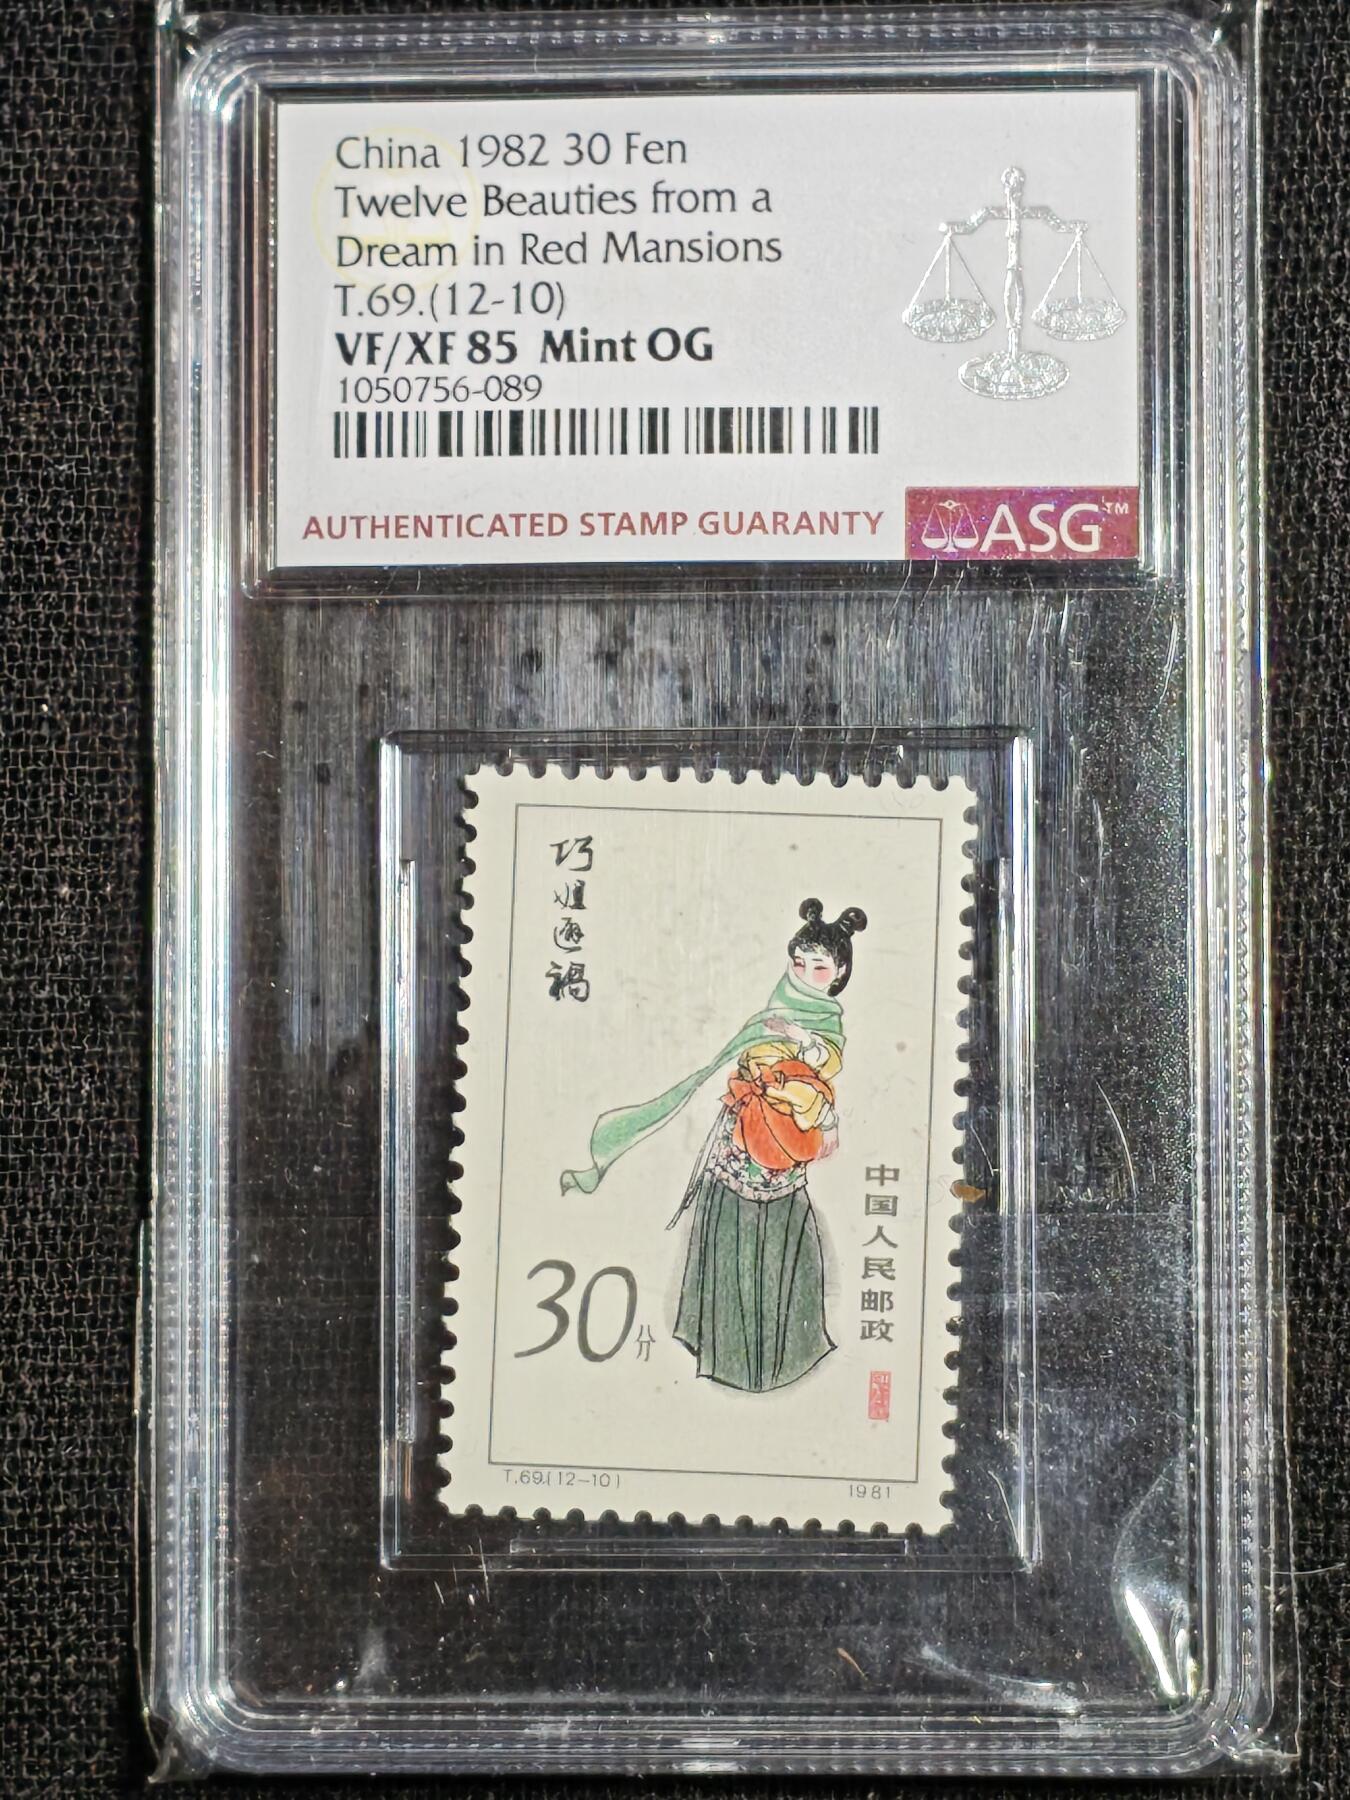 China 1982 30 Fen
Twelve Beauties from a
Dream in Red Mansions
T.69.(12-10)
VF/XF 85 Mint OG
1050756-089
AUTHENTICATED STAMP GUARANTY
ASG™
巧姐避禍
30分
中国人民邮政
T.69.(12-10)
1981